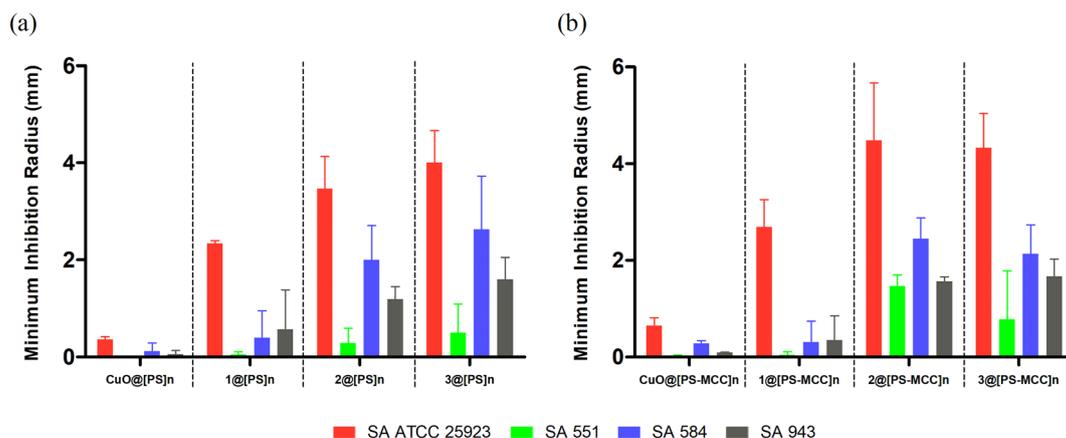 (a)
Minimum Inhibition Radius (mm)
6
4
2
0
CuO@[PS]n 1@[PS]n 2@[PS]n 3@[PS]n
(b)
Minimum Inhibition Radius (mm)
6
4
2
0
CuO@[PS-MCC]n 1@[PS-MCC]n 2@[PS-MCC]n 3@[PS-MCC]n
SA ATCC 25923 SA 551 SA 584 SA 943